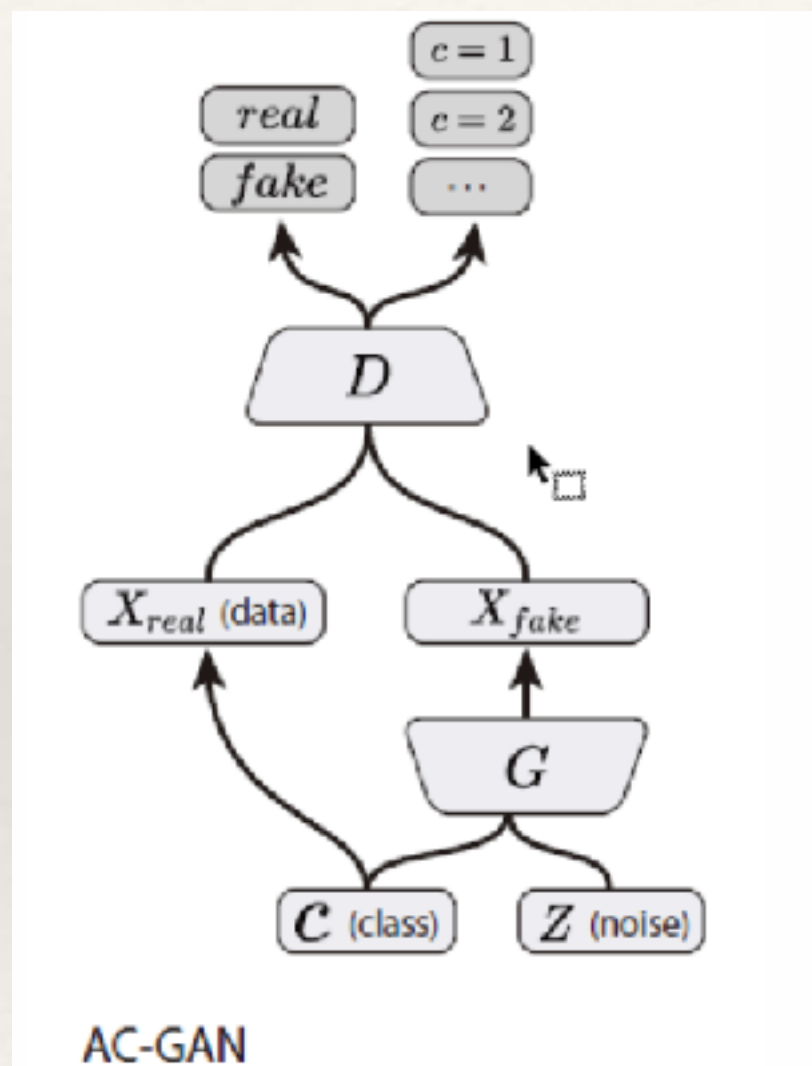 c = 1
real
c = 2
fake
...
D
X_real (data)
X_fake
G
C (class)
Z (noise)
AC-GAN